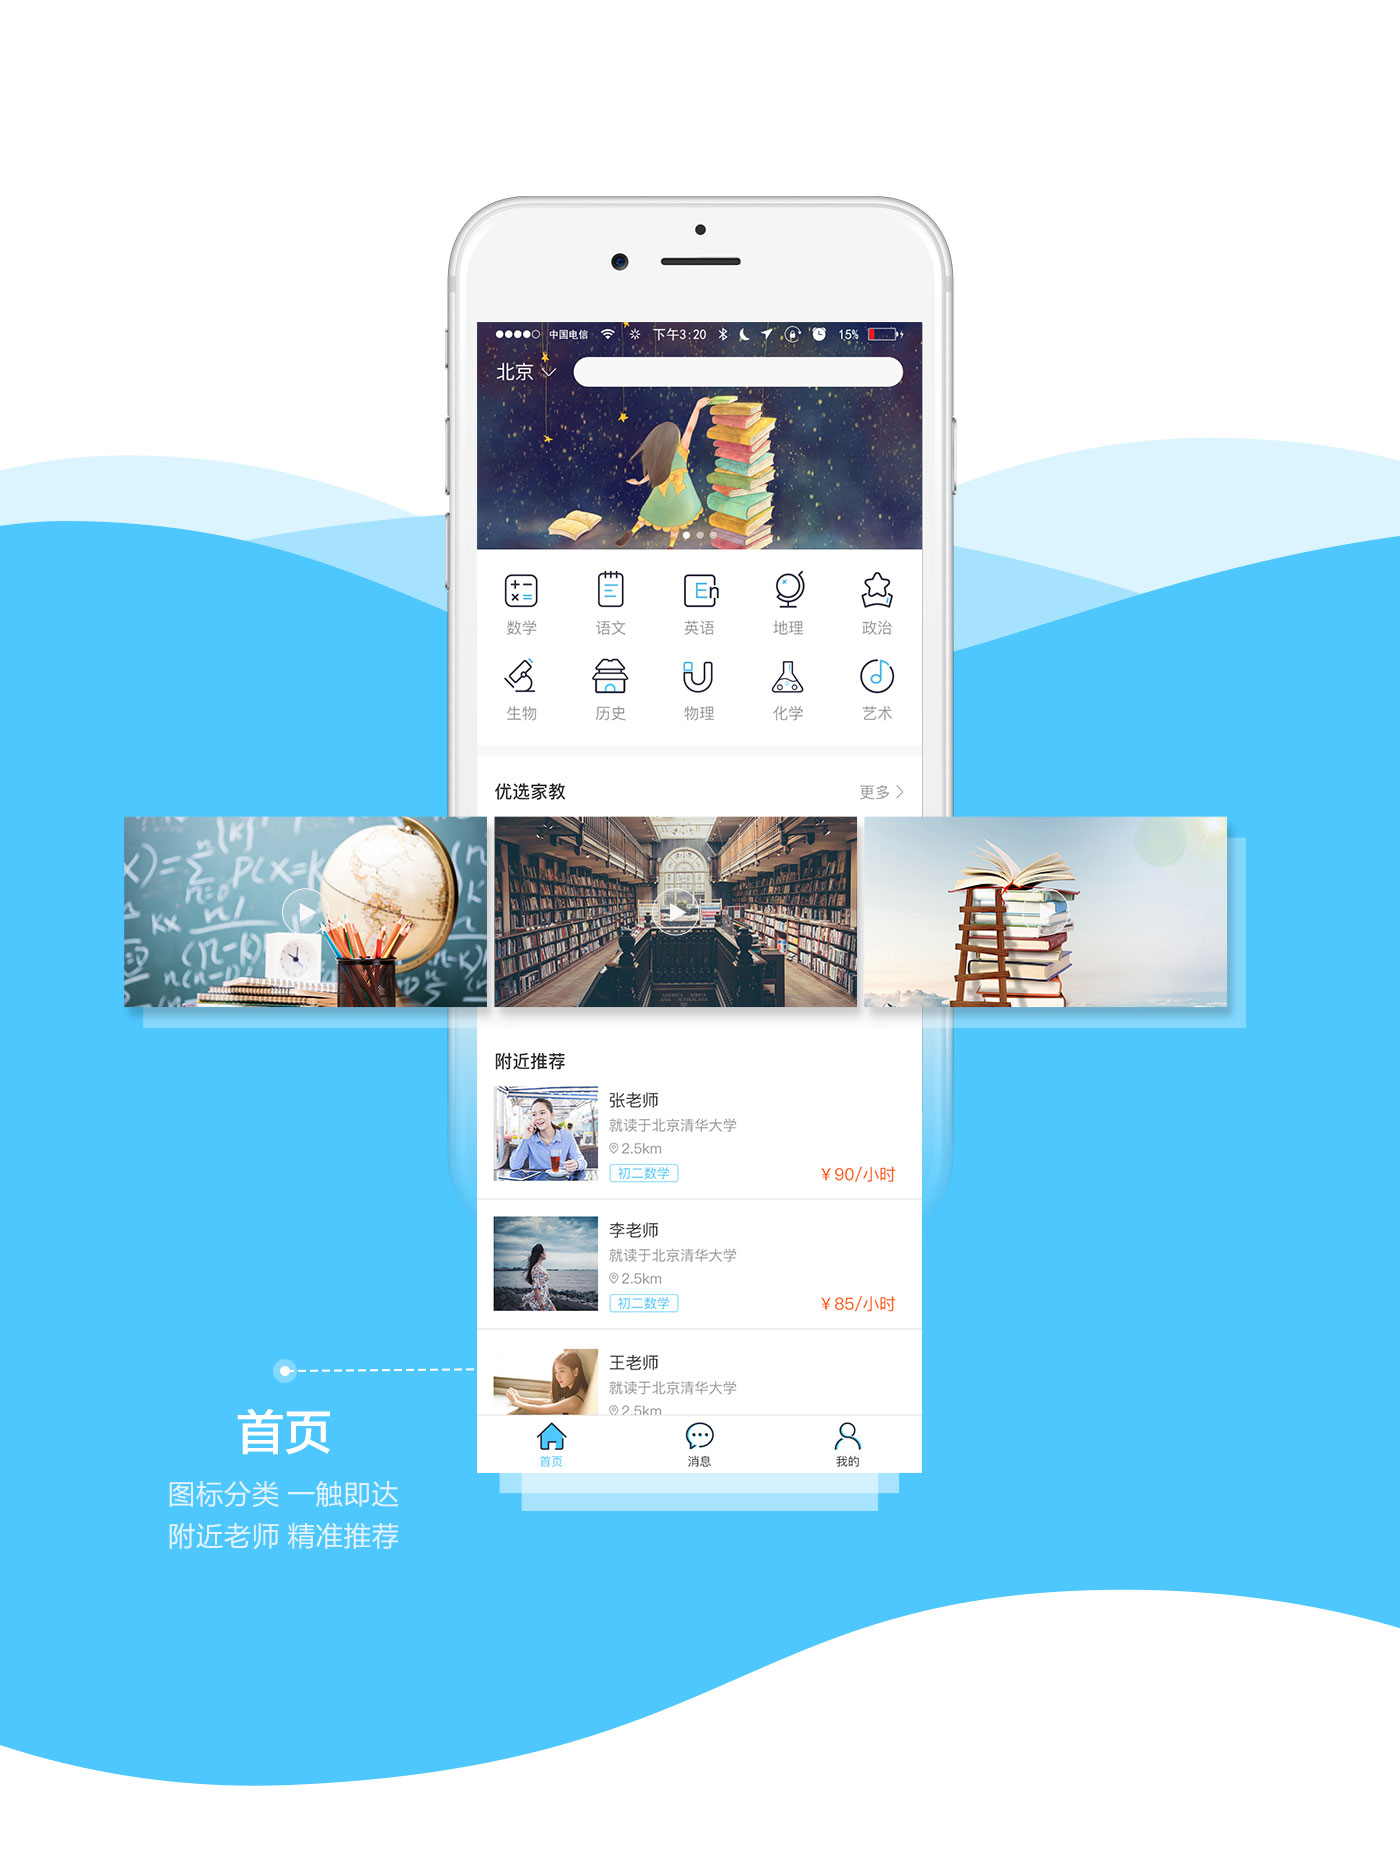 中国电信 下午3:20 15%
北京
数学 语文 英语 地理 政治
生物 历史 物理 化学 艺术
优选家教 更多
附近推荐
张老师
就读于北京清华大学
2.5km
初二数学 ¥90/小时
李老师
就读于北京清华大学
2.5km
初二数学 ¥85/小时
王老师
就读于北京清华大学
2.5km
首页 消息 我的
首页
图标分类 一触即达
附近老师 精准推荐